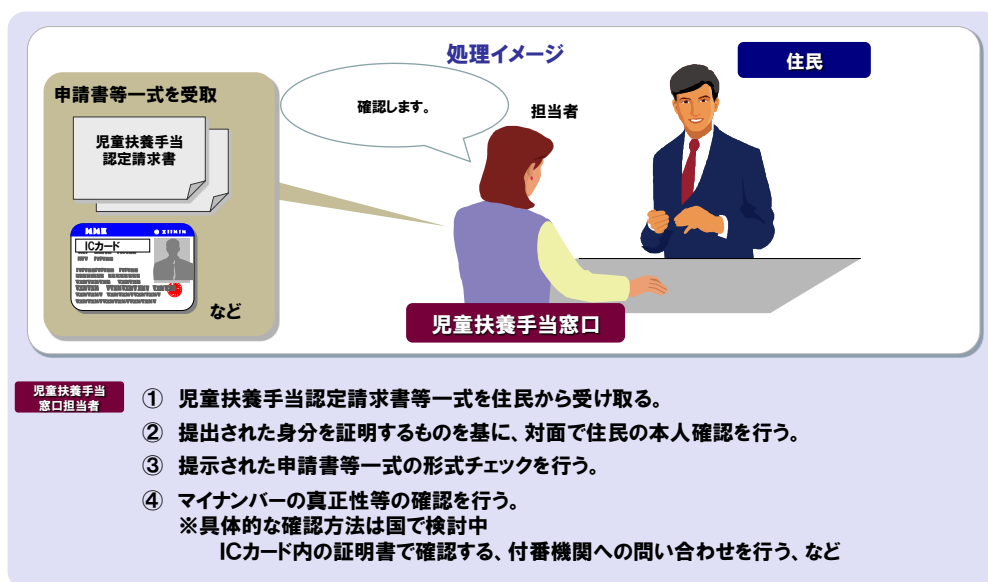 処理イメージ
住民
申請書等一式を受取
確認します。
担当者
児童扶養手当
認定請求書
ICカード
など
児童扶養手当窓口
児童扶養手当
窓口担当者
① 児童扶養手当認定請求書等一式を住民から受け取る。
② 提出された身分を証明するものを基に、対面で住民の本人確認を行う。
③ 提示された申請書等一式の形式チェックを行う。
④ マイナンバーの真正性等の確認を行う。
※具体的な確認方法は国で検討中
ICカード内の証明書で確認する、付番機関への問い合わせを行う、など